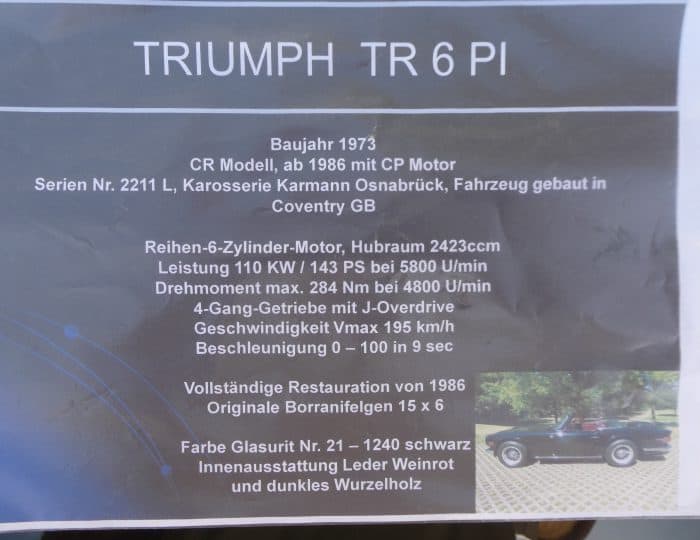 TRIUMPH TR 6 PI
Baujahr 1973
CR Modell, ab 1986 mit CP Motor
Serien Nr. 2211 L, Karosserie Karmann Osnabrück, Fahrzeug gebaut in
Coventry GB
Reihen-6-Zylinder-Motor, Hubraum 2423ccm
Leistung 110 KW / 143 PS bei 5800 U/min
Drehmoment max. 284 Nm bei 4800 U/min
4-Gang-Getriebe mit J-Overdrive
Geschwindigkeit Vmax 195 km/h
Beschleunigung 0 – 100 in 9 sec
Vollständige Restauration von 1986
Originale Borranifelgen 15 x 6
Farbe Glasurit Nr. 21 – 1240 schwarz
Innenausstattung Leder Weinrot
und dunkles Wurzelholz